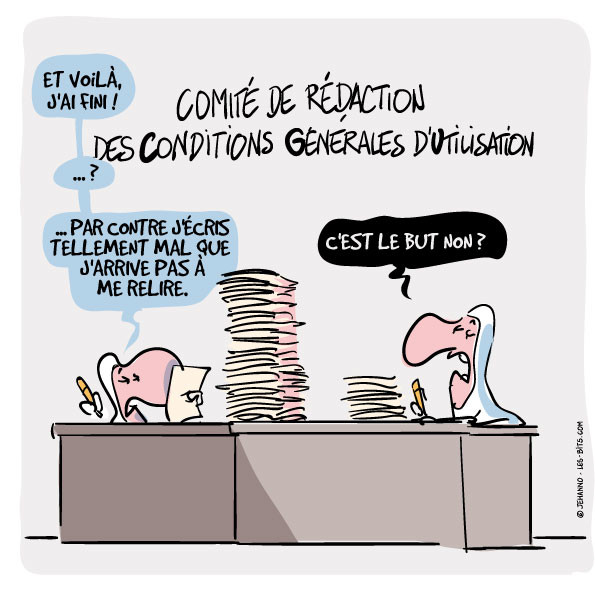 COMITÉ DE RÉDACTION
DES CONDITIONS GÉNÉRALES D'UTILISATION
ET VOILÀ,
J'AI FINI !
... ?
... PAR CONTRE J'ÉCRIS
TELLEMENT MAL QUE
J'ARRIVE PAS À
ME RELIRE.
C'EST LE BUT NON ?
© JEHANNO - LES-BITS.COM